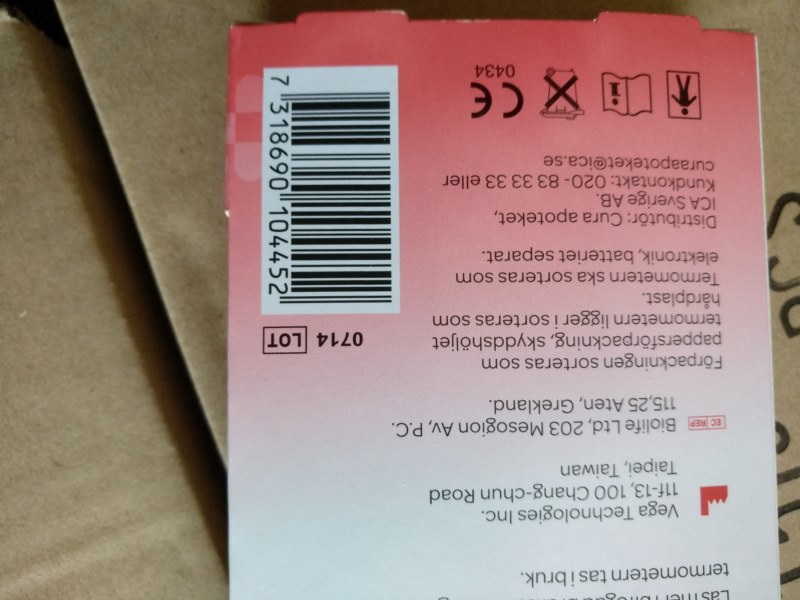 Läs mer i
termometern tas i bruk.
Vega Technologies Inc.
11f-13, 100 Chang-chun Road
Taipei, Taiwan
EC REP
Biolife Ltd, 203 Mesogion Av, P.C.
115,25 Aten, Grekland.
Förpackningen sorteras som
pappersförpackning, skyddshöljet
termometern ligger i sorteras som
hårdplast.
Termometern ska sorteras som
elektronik, batteriet separat.
Distributör: Cura apoteket,
ICA Sverige AB.
Kundkontakt: 020- 83 33 33 eller
curaapoteket@ica.se
CE
0434
LOT 0714
7 318690 104452